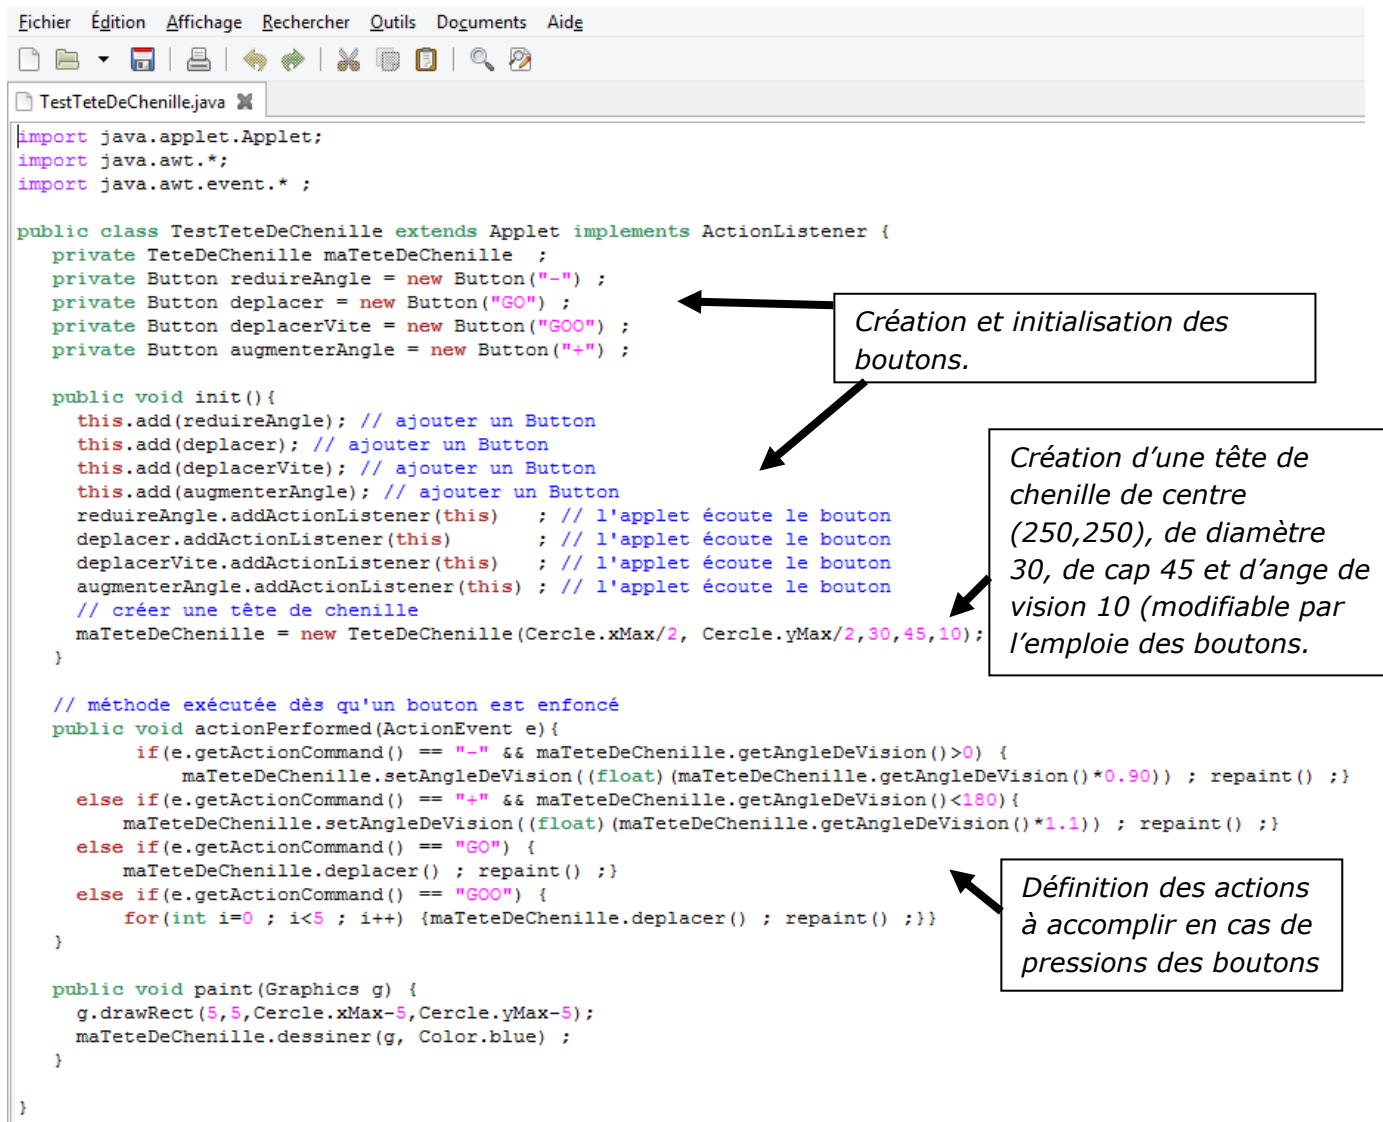 Fichier Édition Affichage Rechercher Outils Documents Aide
TestTeteDeChenille.java
import java.applet.Applet;
import java.awt.*;
import java.awt.event.* ;
public class TestTeteDeChenille extends Applet implements ActionListener {
private TeteDeChenille maTeteDeChenille  ;
private Button reduireAngle = new Button("-") ;
private Button deplacer = new Button("GO") ;
private Button deplacerVite = new Button("GOO") ;
private Button augmenterAngle = new Button("+") ;
Création et initialisation des
boutons.
public void init(){
this.add(reduireAngle); // ajouter un Button
this.add(deplacer); // ajouter un Button
this.add(deplacerVite); // ajouter un Button
this.add(augmenterAngle); // ajouter un Button
reduireAngle.addActionListener(this)   ; // l'applet écoute le bouton
deplacer.addActionListener(this)       ; // l'applet écoute le bouton
deplacerVite.addActionListener(this)   ; // l'applet écoute le bouton
augmenterAngle.addActionListener(this) ; // l'applet écoute le bouton
// créer une tête de chenille
maTeteDeChenille = new TeteDeChenille(Cercle.xMax/2, Cercle.yMax/2,30,45,10);
}
Création d’une tête de
chenille de centre
(250,250), de diamètre
30, de cap 45 et d’ange de
vision 10 (modifiable par
l’emploie des boutons.
// méthode exécutée dès qu'un bouton est enfoncé
public void actionPerformed(ActionEvent e){
if(e.getActionCommand() == "-" && maTeteDeChenille.getAngleDeVision()>0) {
maTeteDeChenille.setAngleDeVision((float)(maTeteDeChenille.getAngleDeVision()*0.90)) ; repaint() ;}
else if(e.getActionCommand() == "+" && maTeteDeChenille.getAngleDeVision()<180){
maTeteDeChenille.setAngleDeVision((float)(maTeteDeChenille.getAngleDeVision()*1.1)) ; repaint() ;}
else if(e.getActionCommand() == "GO") {
maTeteDeChenille.deplacer() ; repaint() ;}
else if(e.getActionCommand() == "GOO") {
for(int i=0 ; i<5 ; i++) {maTeteDeChenille.deplacer() ; repaint() ;}}
}
Définition des actions
à accomplir en cas de
pressions des boutons
public void paint(Graphics g) {
g.drawRect(5,5,Cercle.xMax-5,Cercle.yMax-5);
maTeteDeChenille.dessiner(g, Color.blue) ;
}
}